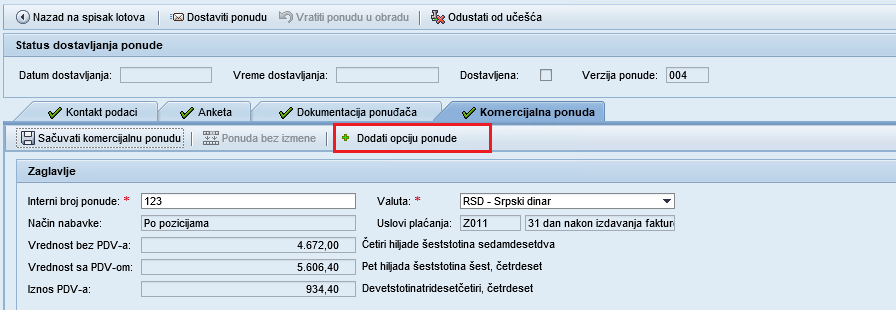 Nazad na spisak lotova Dostaviti ponudu Vratiti ponudu u obradu Odustati od učešća
Status dostavljanja ponude
Datum dostavljanja: Vreme dostavljanja: Dostavljena: Verzija ponude: 004
Kontakt podaci Anketa Dokumentacija ponuđača Komercijalna ponuda
Sačuvati komercijalnu ponudu Ponuda bez izmene Dodati opciju ponude
Zaglavlje
Interni broj ponude: * 123 Valuta: * RSD - Srpski dinar
Način nabavke: Po pozicijama Uslovi plaćanja: Z011 31 dan nakon izdavanja faktur
Vrednost bez PDV-a: 4.672,00 Četiri hiljade šeststotina sedamdesetdva
Vrednost sa PDV-om: 5.606,40 Pet hiljada šeststotina šest, četrdeset
Iznos PDV-a: 934,40 Devetstotinatridesetčetiri, četrdeset